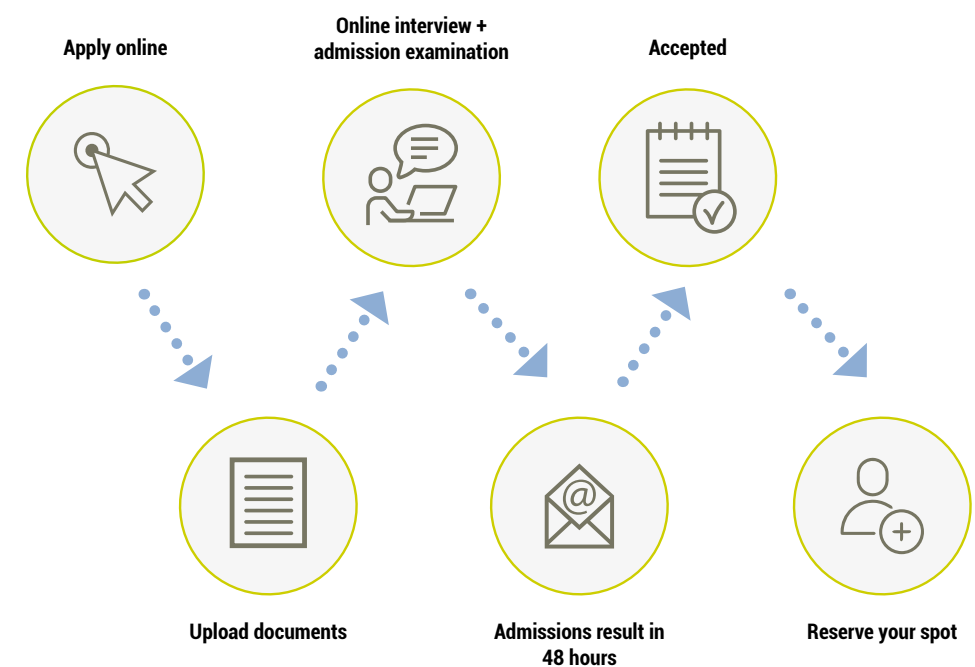 Apply online
Upload documents
Online interview +
admission examination
Admissions result in
48 hours
Accepted
Reserve your spot